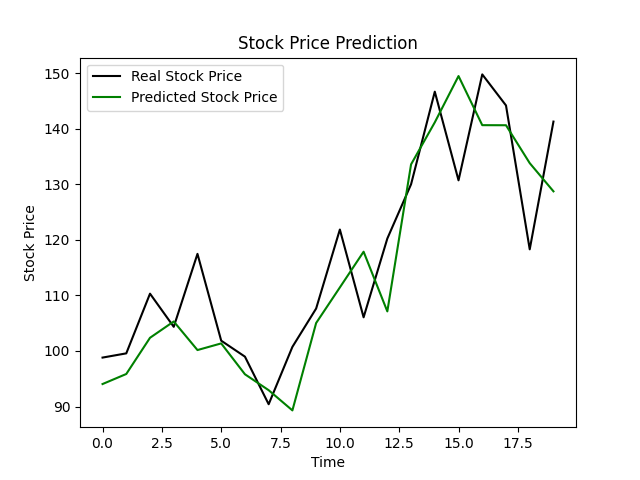 Stock Price Prediction
Real Stock Price
Predicted Stock Price
150
140
130
120
110
100
90
Stock Price
0.0 2.5 5.0 7.5 10.0 12.5 15.0 17.5
Time